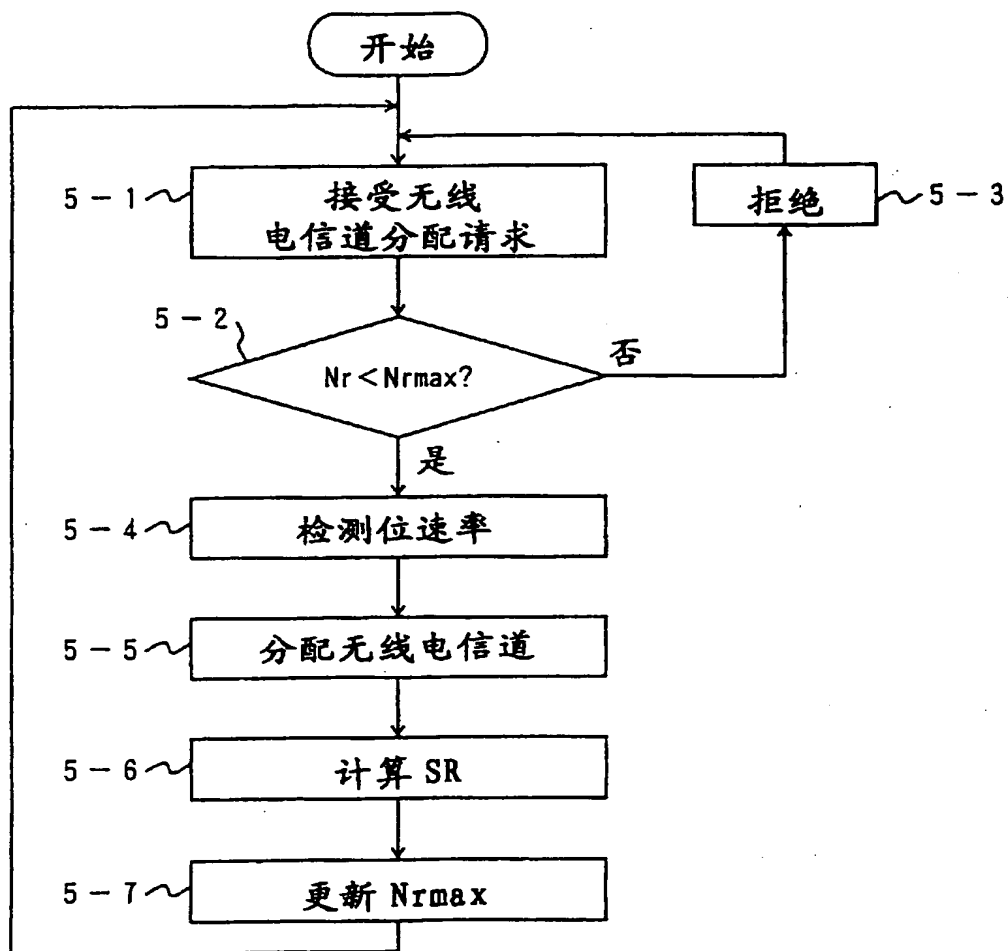 开始
5-1
接受无线
电信道分配请求
拒绝
5-3
5-2
Nr＜Nrmax?
否
是
5-4
检测位速率
5-5
分配无线电信道
5-6
计算 SR
5-7
更新 Nrmax